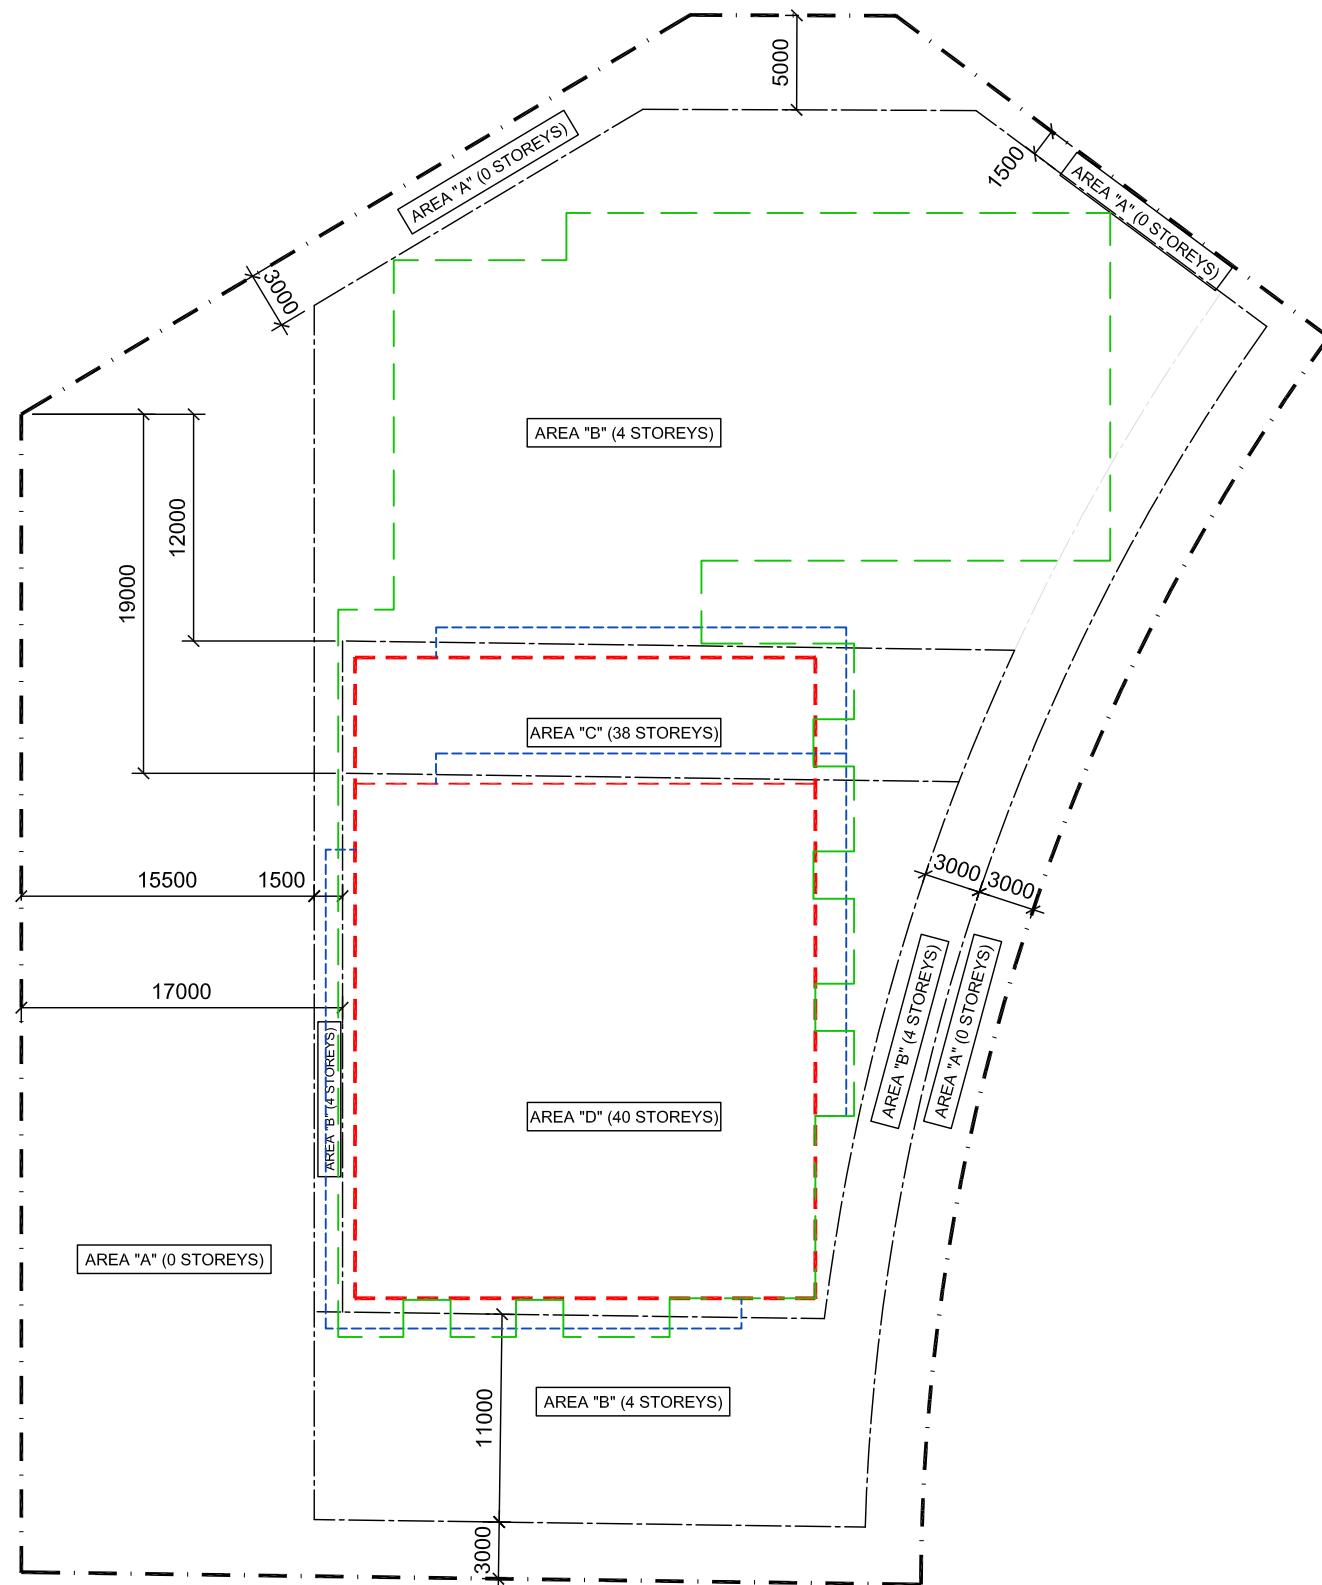 5000
AREA "A" (0 STOREYS)
1500
AREA "A" (0 STOREYS)
3000
AREA "B" (4 STOREYS)
12000
19000
AREA "C" (38 STOREYS)
15500
1500
3000
3000
17000
AREA "B" (4 STOREYS)
AREA "B" (4 STOREYS)
AREA "A" (0 STOREYS)
AREA "D" (40 STOREYS)
AREA "A" (0 STOREYS)
AREA "B" (4 STOREYS)
11000
3000